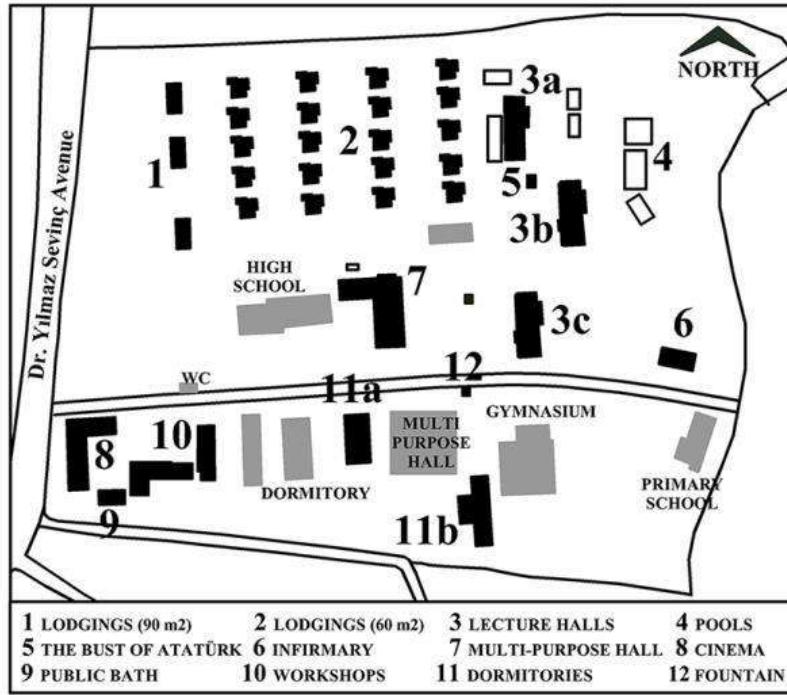 NORTH
3a
1
2
4
5
3b
Dr. Yılmaz Sevinç Avenue
HIGH
SCHOOL
7
3c
6
WC
12
11a
GYMNASIUM
MULTI
PURPOSE
HALL
10
8
DORMITORY
PRIMARY
SCHOOL
9
11b
1 LODGINGS (90 m2) 2 LODGINGS (60 m2) 3 LECTURE HALLS 4 POOLS
5 THE BUST OF ATATÜRK 6 INFIRMARY 7 MULTI-PURPOSE HALL 8 CINEMA
9 PUBLIC BATH 10 WORKSHOPS 11 DORMITORIES 12 FOUNTAIN